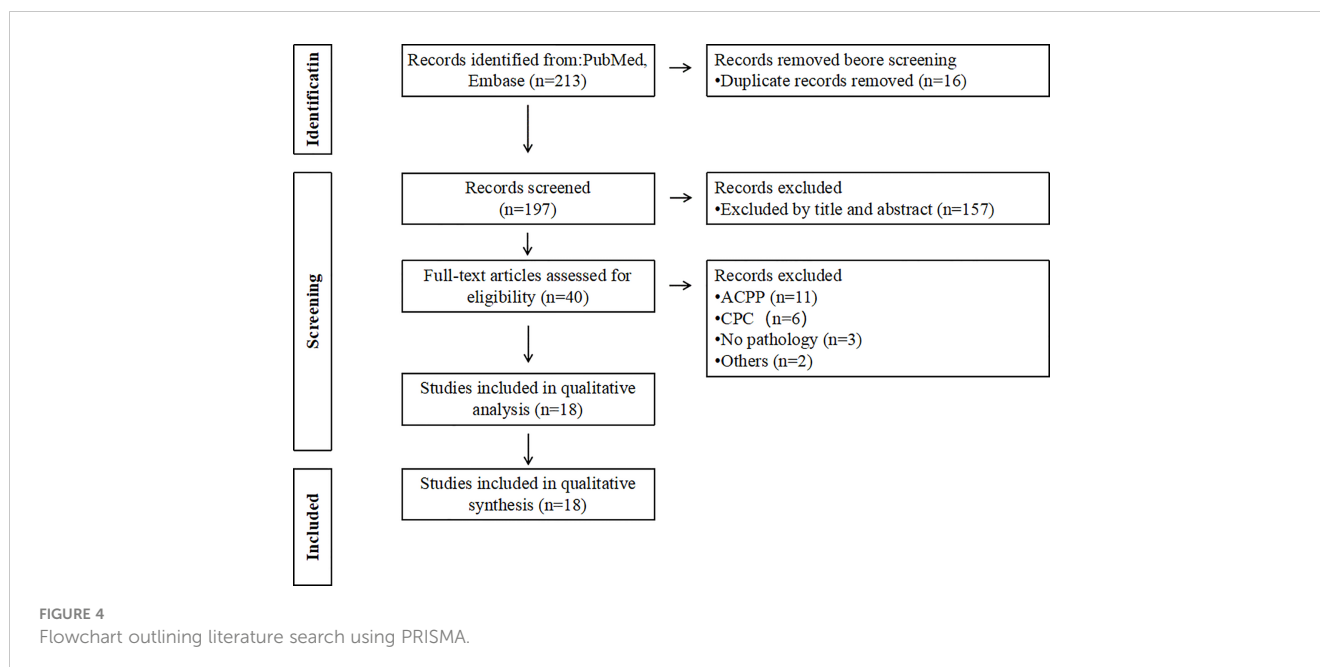 Identificatin
Records identified from:PubMed,
Embase (n=213)
Records removed beore screening
•Duplicate records removed (n=16)
Screening
Records screened
(n=197)
Records excluded
•Excluded by title and abstract (n=157)
Full-text articles assessed for
eligibility (n=40)
Records excluded
•ACPP (n=11)
•CPC（n=6)
•No pathology (n=3)
•Others (n=2)
Studies included in qualitative
analysis (n=18)
Included
Studies included in qualitative
synthesis (n=18)
FIGURE 4
Flowchart outlining literature search using PRISMA.